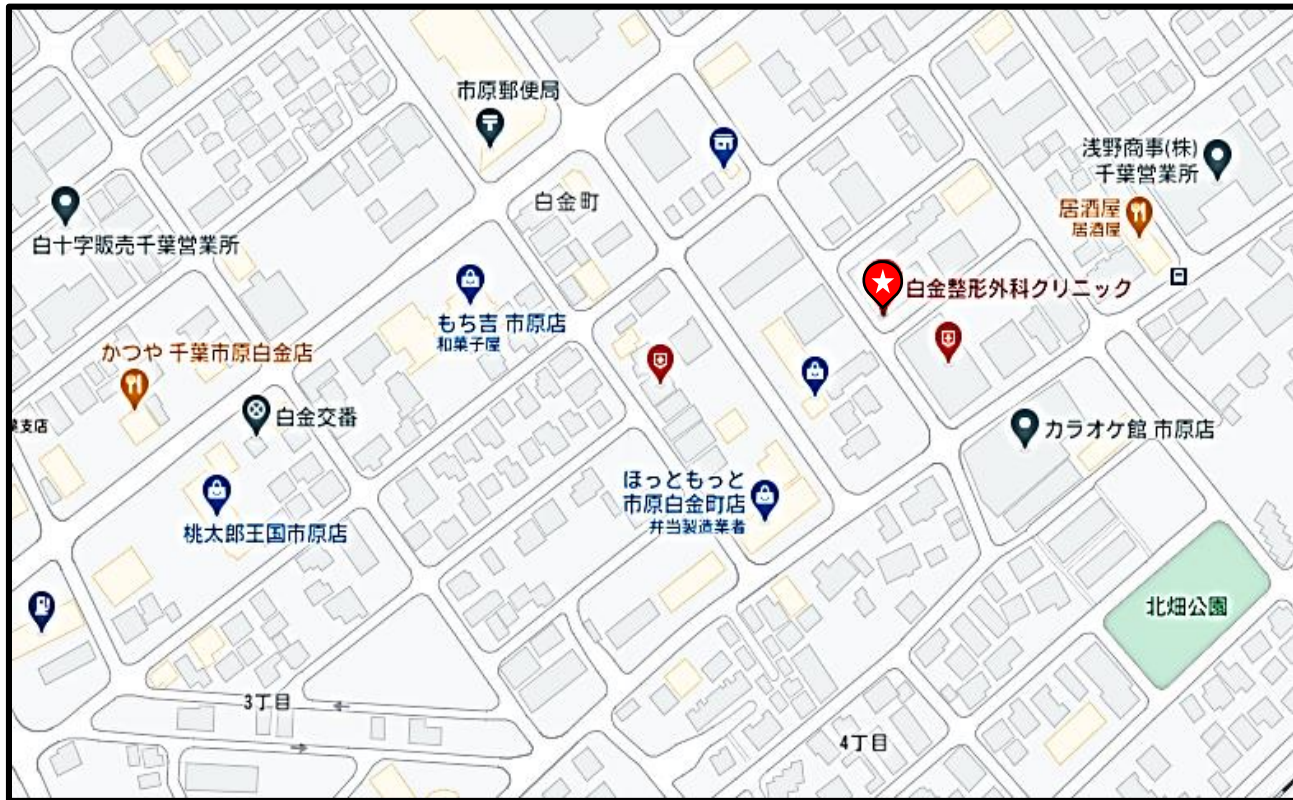 市原郵便局
浅野商事(株)
千葉営業所
白金町
居酒屋
居酒屋
白十字販売千葉営業所
白金整形外科クリニック
もち吉 市原店
和菓子屋
かつや 千葉市原白金店
白金交番
支店
カラオケ館 市原店
ほっともっと
市原白金町店
弁当製造業者
桃太郎王国市原店
北畑公園
3丁目
4丁目